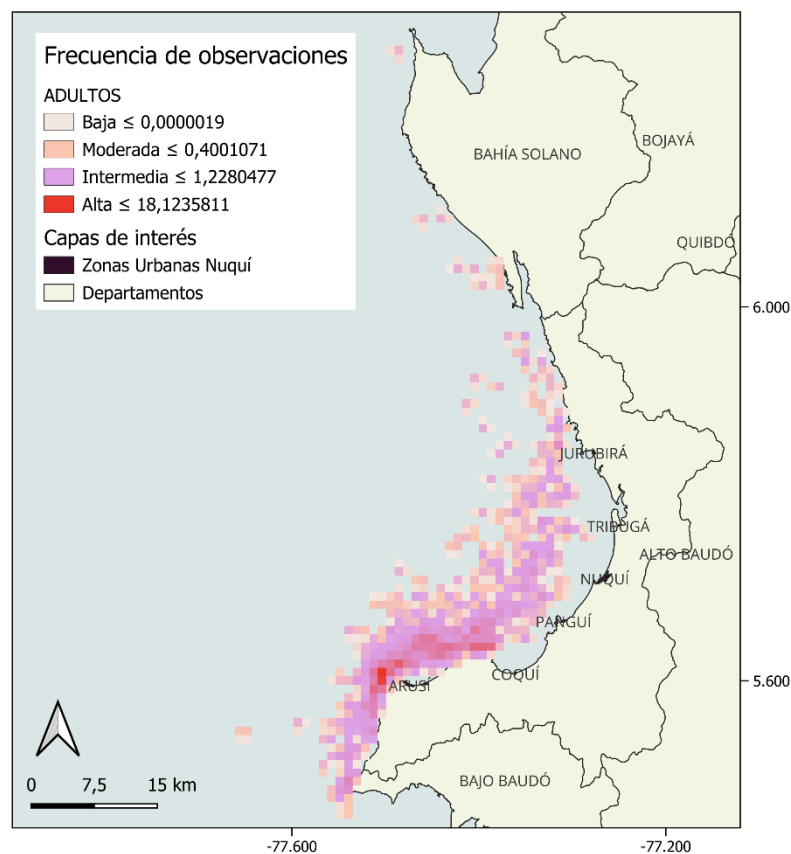 Frecuencia de observaciones
ADULTOS
Baja ≤ 0,0000019
Moderada ≤ 0,4001071
Intermedia ≤ 1,2280477
Alta ≤ 18,1235811
Capas de interés
Zonas Urbanas Nuquí
Departamentos
BOJAYÁ
BAHÍA SOLANO
QUIBDÓ
6.000
JURUBIRÁ
TRIBUGÁ
ALTO BAUDÓ
NUQUÍ
PANGUÍ
COQUÍ
5.600
ARUSÍ
BAJO BAUDÓ
0 7,5 15 km
-77.600 -77.200